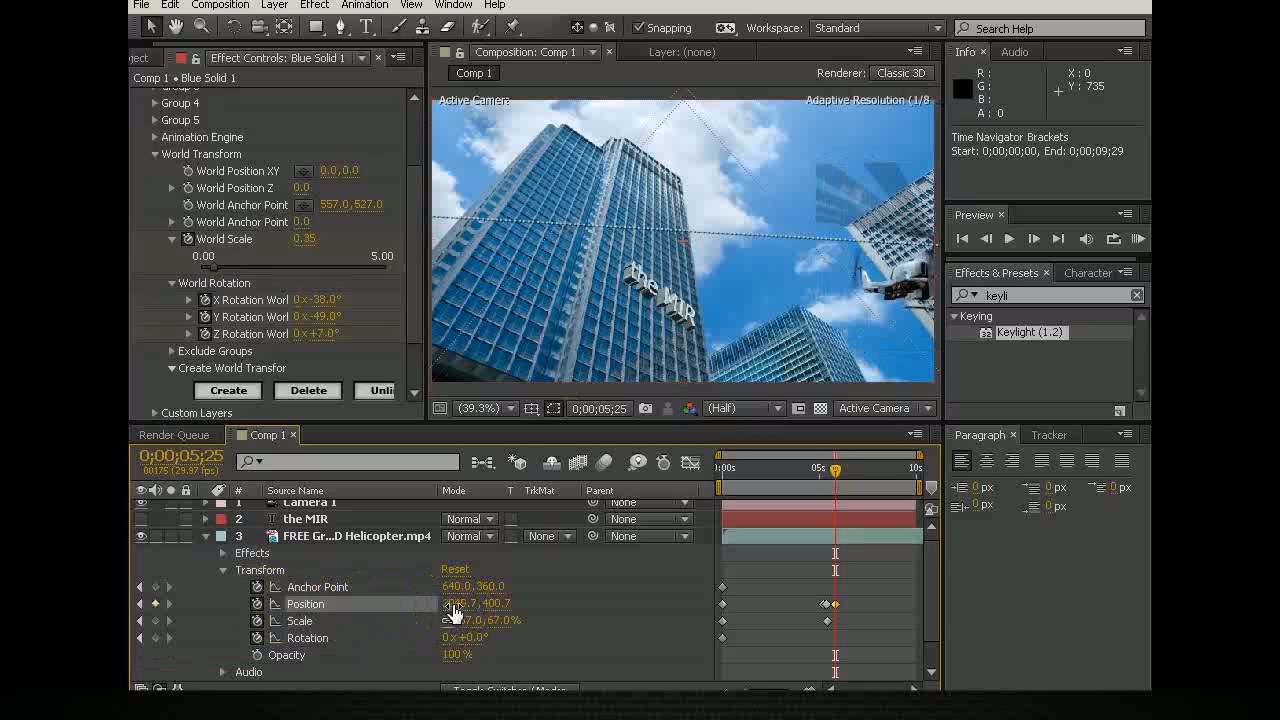 File Edit Composition Layer Effect Animation View Window Help
Snapping Workspace: Standard Search Help
ject Effect Controls: Blue Solid 1 Composition: Comp 1 Layer: (none) Info Audio
Comp 1 • Blue Solid 1 Comp 1 Renderer: Classic 3D
R: X: 0
G: Y: 735
B:
A: 0
Active Camera Adaptive Resolution (1/8
Group 4
Group 5
Animation Engine
World Transform
World Position XY 0.0,0.0
World Position Z 0.0
World Anchor Point 557.0,527.0
World Anchor Point 0.0
World Scale 0.35
0.00 5.00
World Rotation
X Rotation Worl 0x-38.0°
Y Rotation Worl 0x-49.0°
Z Rotation Worl 0x+7.0°
Exclude Groups
Create World Transfor
Create Delete Unli
Custom Layers
the MIR
Time Navigator Brackets
Start: 0;00;00;00, End: 0;00;09;29
Preview
Effects & Presets Character
keyli
Keying
Keylight (1.2)
(39.3%) 0;00;05;25 (Half) Active Camera
Render Queue Comp 1 Paragraph Tracker
0;00;05;25
00175 (29.97 fps)
0:00s 05s 10s
0 px 0 px 0 px
0 px 0 px
# Source Name Mode T TrkMat Parent
Camera 1 None
2 T the MIR Normal None
3 FREE Gr...D Helicopter.mp4 Normal None None
Effects
Transform Reset
Anchor Point 640.0,360.0
Position ,400.7
Scale 67.0%
Rotation 0x+0.0°
Opacity 100%
Audio
Toggle Switches / Modes